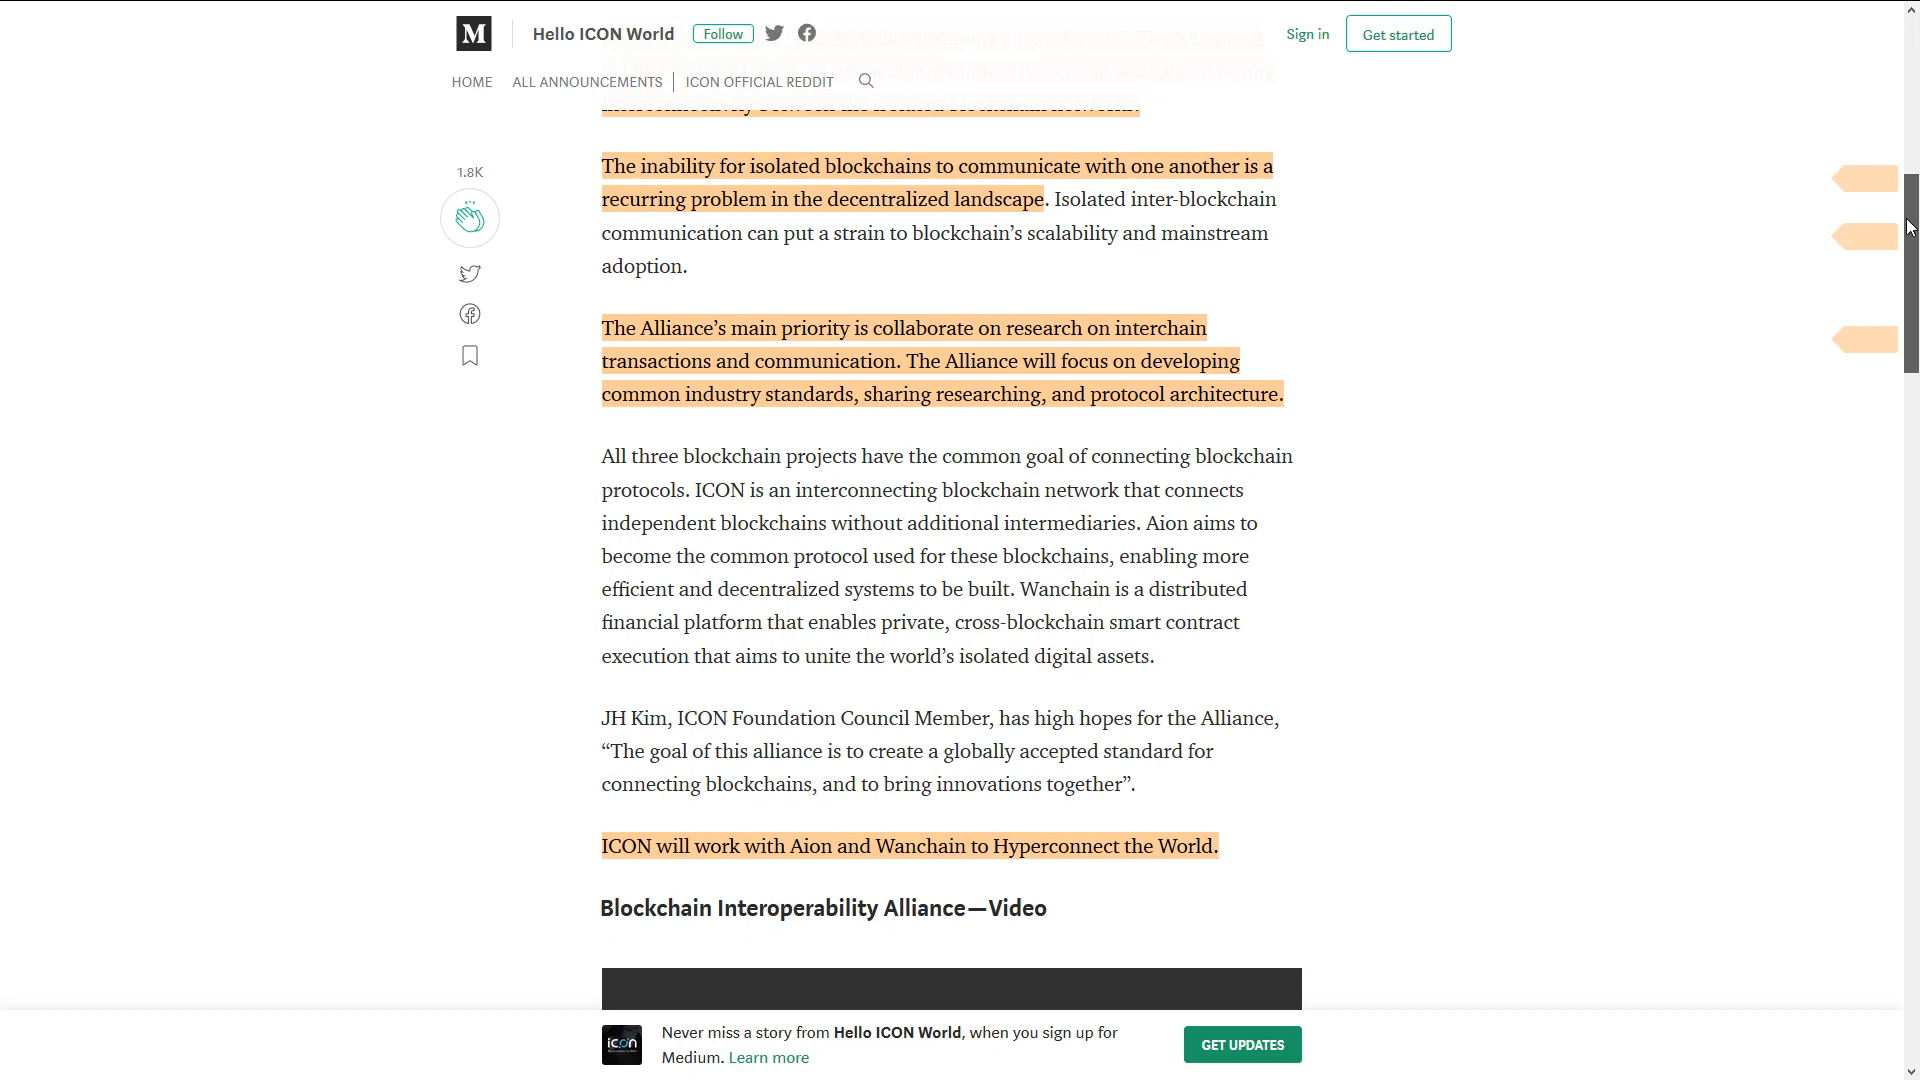 M
Hello ICON World
Follow
Sign in
Get started
HOME
ALL ANNOUNCEMENTS
ICON OFFICIAL REDDIT
interconnectivity between the isolated blockchain networks.
1.8K
The inability for isolated blockchains to communicate with one another is a
recurring problem in the decentralized landscape. Isolated inter-blockchain
communication can put a strain to blockchain’s scalability and mainstream
adoption.
The Alliance’s main priority is collaborate on research on interchain
transactions and communication. The Alliance will focus on developing
common industry standards, sharing researching, and protocol architecture.
All three blockchain projects have the common goal of connecting blockchain
protocols. ICON is an interconnecting blockchain network that connects
independent blockchains without additional intermediaries. Aion aims to
become the common protocol used for these blockchains, enabling more
efficient and decentralized systems to be built. Wanchain is a distributed
financial platform that enables private, cross-blockchain smart contract
execution that aims to unite the world’s isolated digital assets.
JH Kim, ICON Foundation Council Member, has high hopes for the Alliance,
“The goal of this alliance is to create a globally accepted standard for
connecting blockchains, and to bring innovations together”.
ICON will work with Aion and Wanchain to Hyperconnect the World.
Blockchain Interoperability Alliance—Video
icon
Never miss a story from Hello ICON World, when you sign up for
Medium. Learn more
GET UPDATES